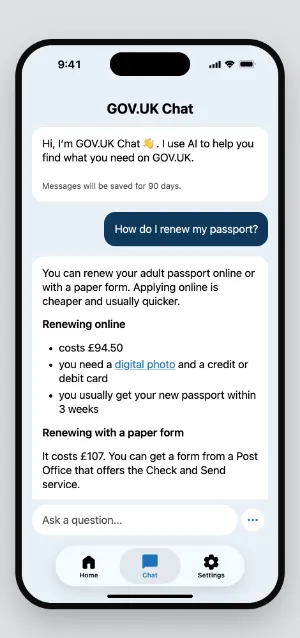 9:41
GOV.UK Chat
Hi, I'm GOV.UK Chat 👋 . I use AI to help you
find what you need on GOV.UK.
Messages will be saved for 90 days.
How do I renew my passport?
You can renew your adult passport online or
with a paper form. Applying online is
cheaper and usually quicker.
Renewing online
• costs £94.50
• you need a digital photo and a credit or
debit card
• you usually get your new passport within
3 weeks
Renewing with a paper form
It costs £107. You can get a form from a Post
Office that offers the Check and Send
service.
Ask a question...
Home
Chat
Settings